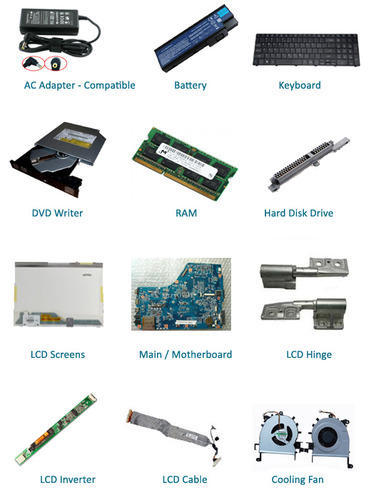 AC Adapter - Compatible
Battery
Keyboard
DVD Writer
RAM
Hard Disk Drive
LCD Screens
Main / Motherboard
LCD Hinge
LCD Inverter
LCD Cable
Cooling Fan